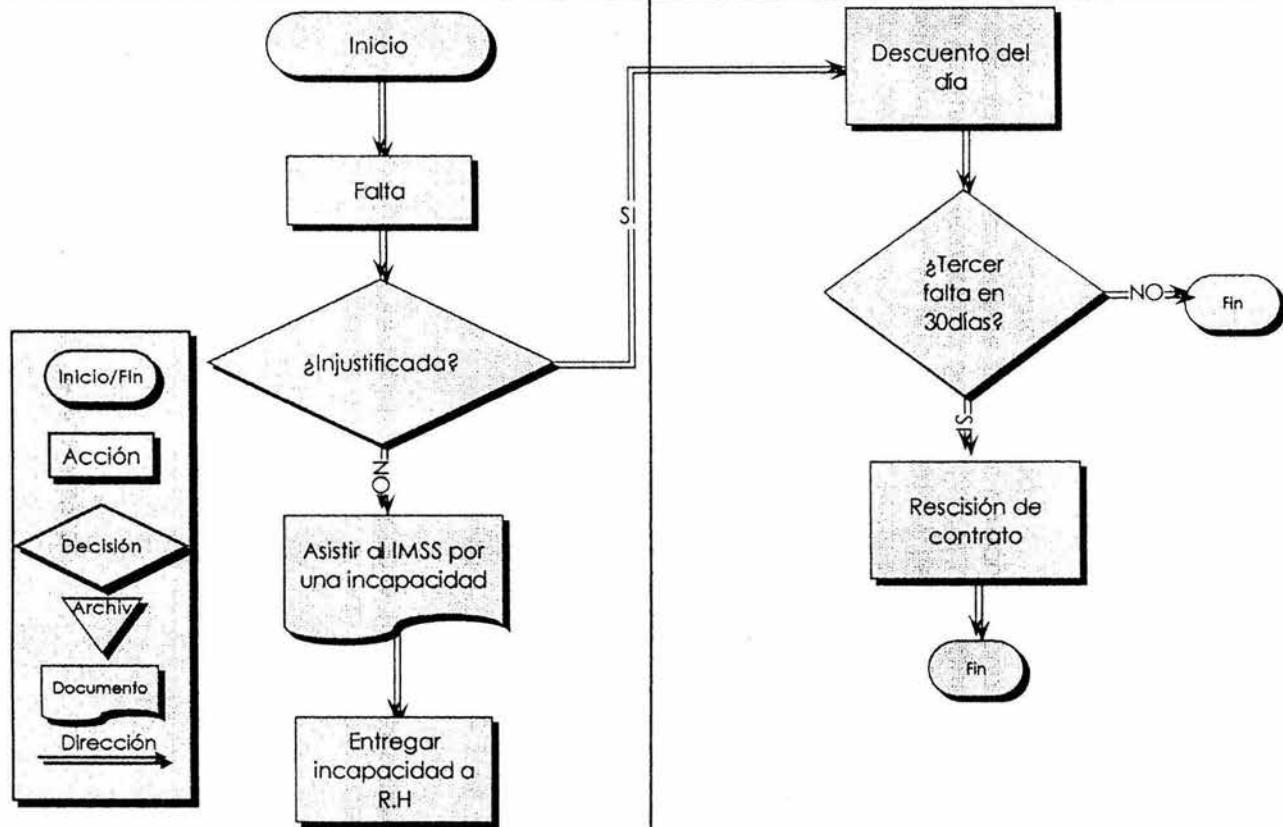 Inicio
Falta
¿Injustificada?
SI
NO
Asistir al IMSS por
una incapacidad
Entregar
incapacidad a
R.H
Inicio/Fin
Acción
Decisión
Archiv
Documento
Dirección
Descuento del
día
¿Tercer
falta en
30días?
NO
Fin
SI
Rescisión de
contrato
Fin